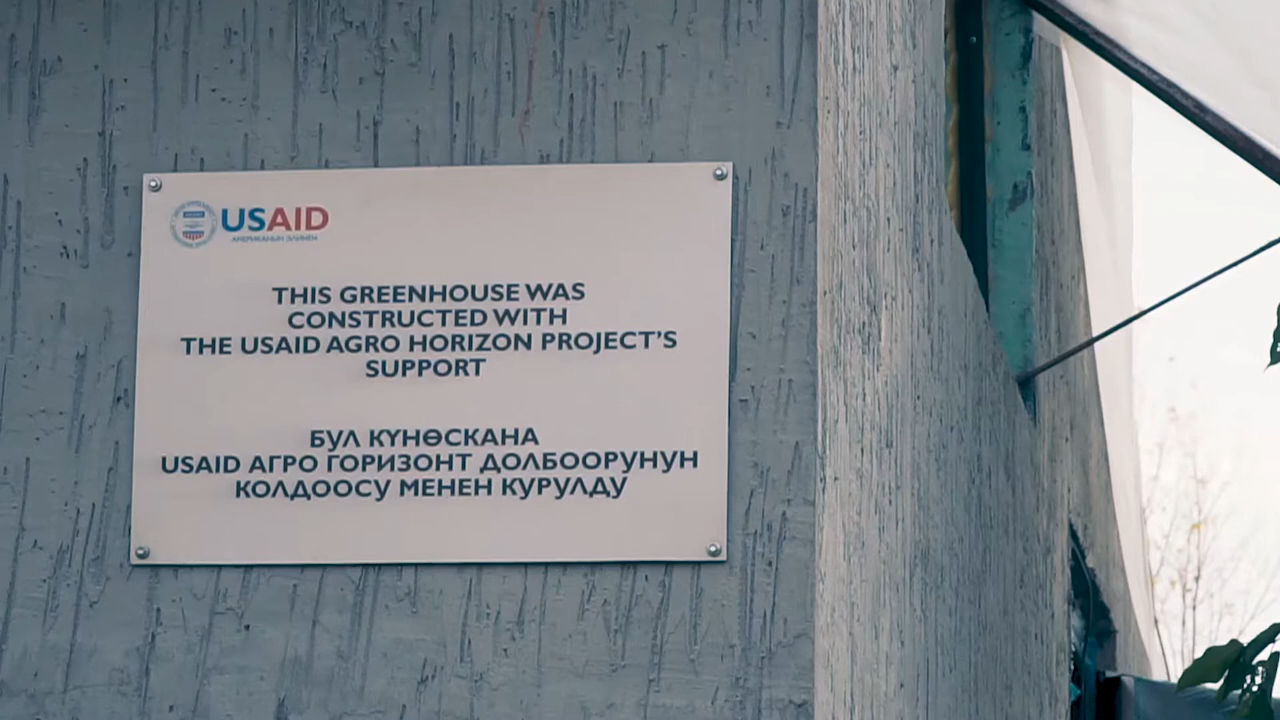 USAID
АМЕРИКАНЫН ЭЛИНЕН
THIS GREENHOUSE WAS
CONSTRUCTED WITH
THE USAID AGRO HORIZON PROJECT'S
SUPPORT
БУЛ КҮНӨСКАНА
USAID АГРО ГОРИЗОНТ ДОЛБООРУНУН
КОЛДООСУ МЕНЕН КУРУЛДУ